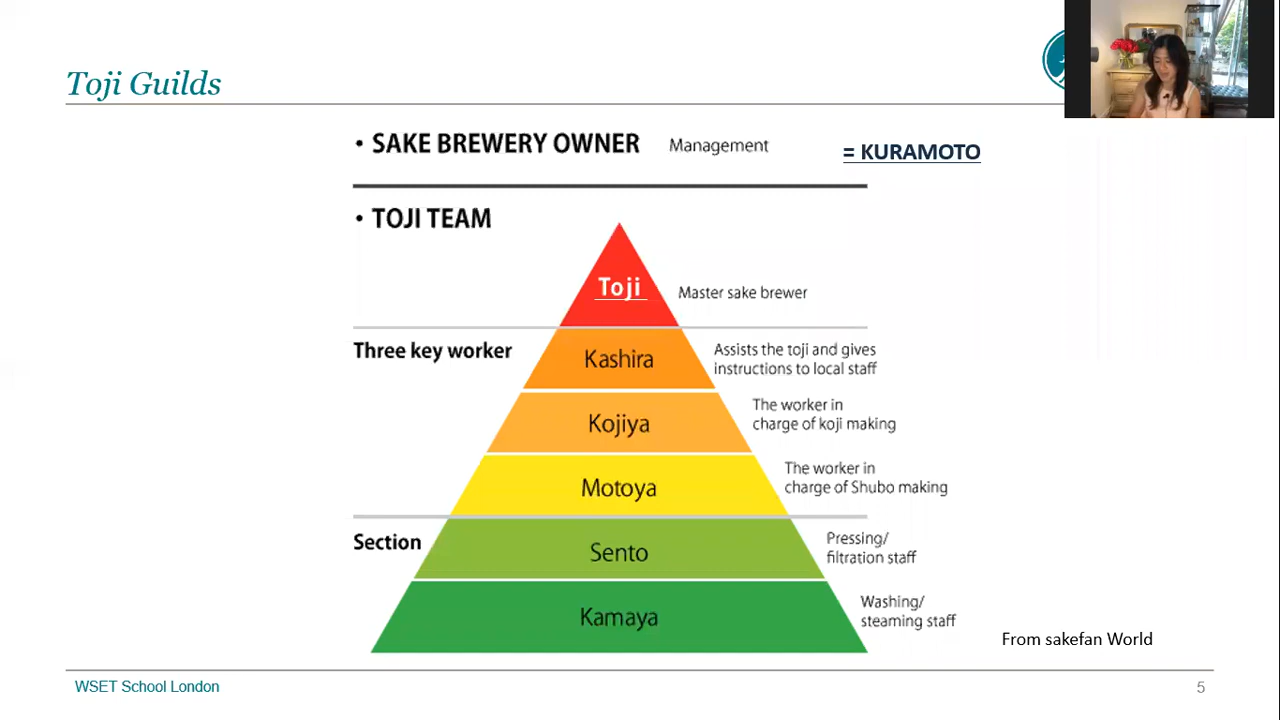 Toji Guilds
• SAKE BREWERY OWNER Management = KURAMOTO
• TOJI TEAM
Toji
Master sake brewer
Three key worker
Kashira
Assists the toji and gives
instructions to local staff
Kojiya
The worker in
charge of koji making
Motoya
The worker in
charge of Shubo making
Section
Sento
Pressing/
filtration staff
Kamaya
Washing/
steaming staff
From sakefan World
WSET School London
5